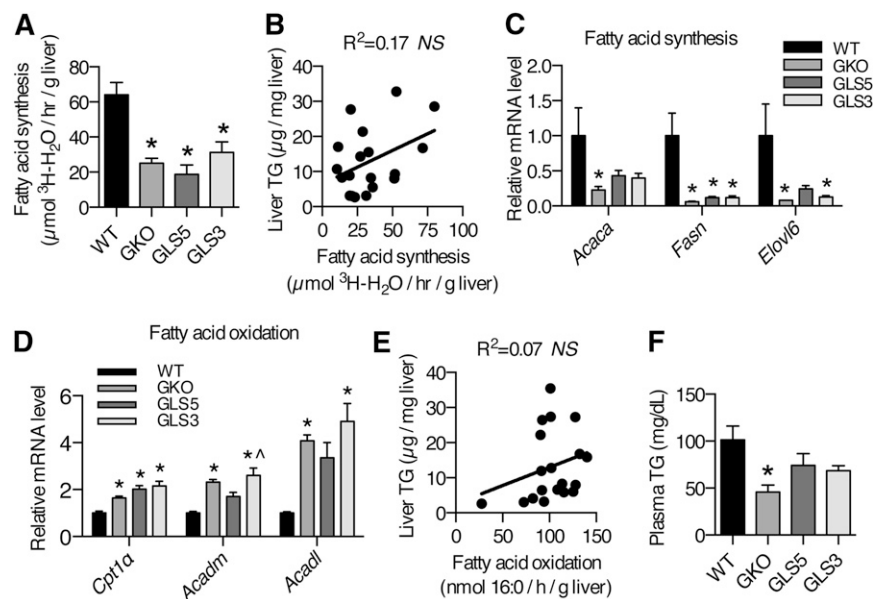 A
Fatty acid synthesis
(μmol ³H-H₂O / hr / g liver)
80
60
40
20
0
*
*
*
WT
GKO
GLS5
GLS3
B
R²=0.17 NS
Liver TG (μg / mg liver)
40
30
20
10
0
0
25
50
75
100
Fatty acid synthesis
(μmol ³H-H₂O / hr / g liver)
C
Fatty acid synthesis
WT
GKO
GLS5
GLS3
Relative mRNA level
2.0
1.5
1.0
0.5
0.0
*
* * *
* *
Acaca
Fasn
Elovl6
D
Fatty acid oxidation
WT
GKO
GLS5
GLS3
Relative mRNA level
6
4
2
0
* * *
* *^
* *
Cpt1α
Acadm
Acadl
E
R²=0.07 NS
Liver TG (μg / mg liver)
40
30
20
10
0
0
50
100
150
Fatty acid oxidation
(nmol 16:0 / h / g liver)
F
Plasma TG (mg/dL)
150
100
50
0
*
WT
GKO
GLS5
GLS3